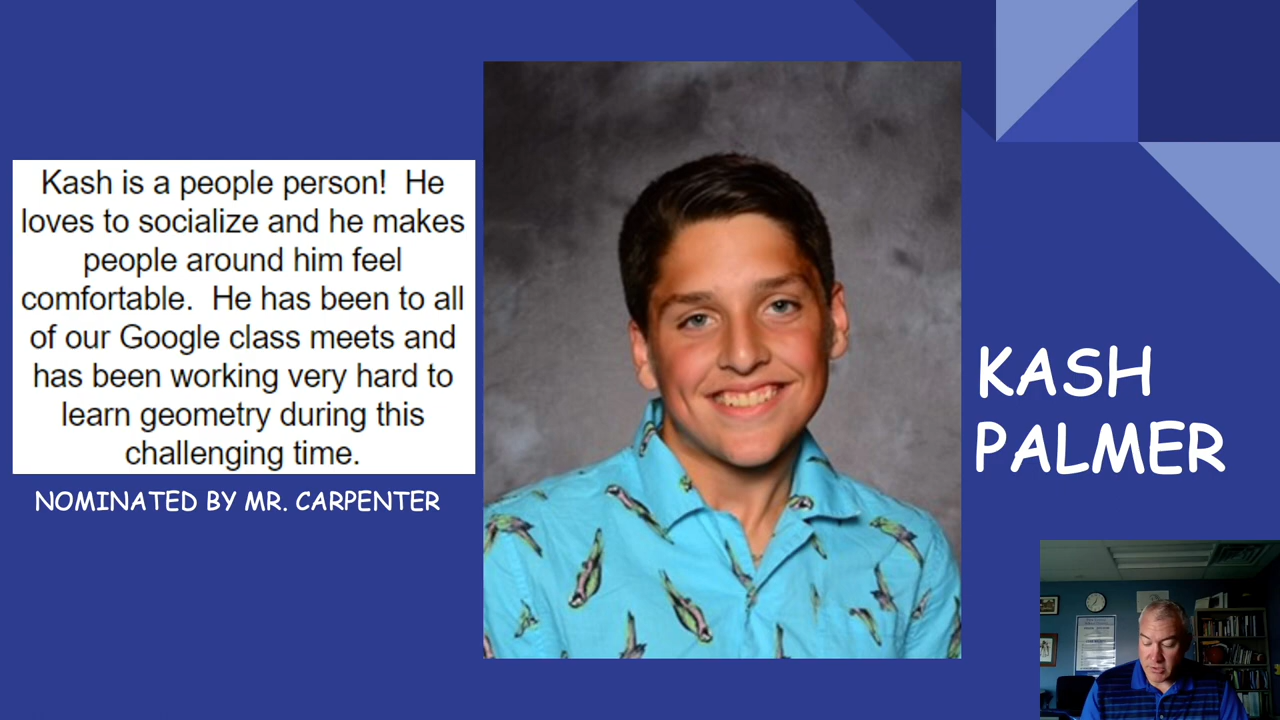 Kash is a people person!  He
loves to socialize and he makes
people around him feel
comfortable.  He has been to all
of our Google class meets and
has been working very hard to
learn geometry during this
challenging time.
NOMINATED BY MR. CARPENTER
KASH
PALMER